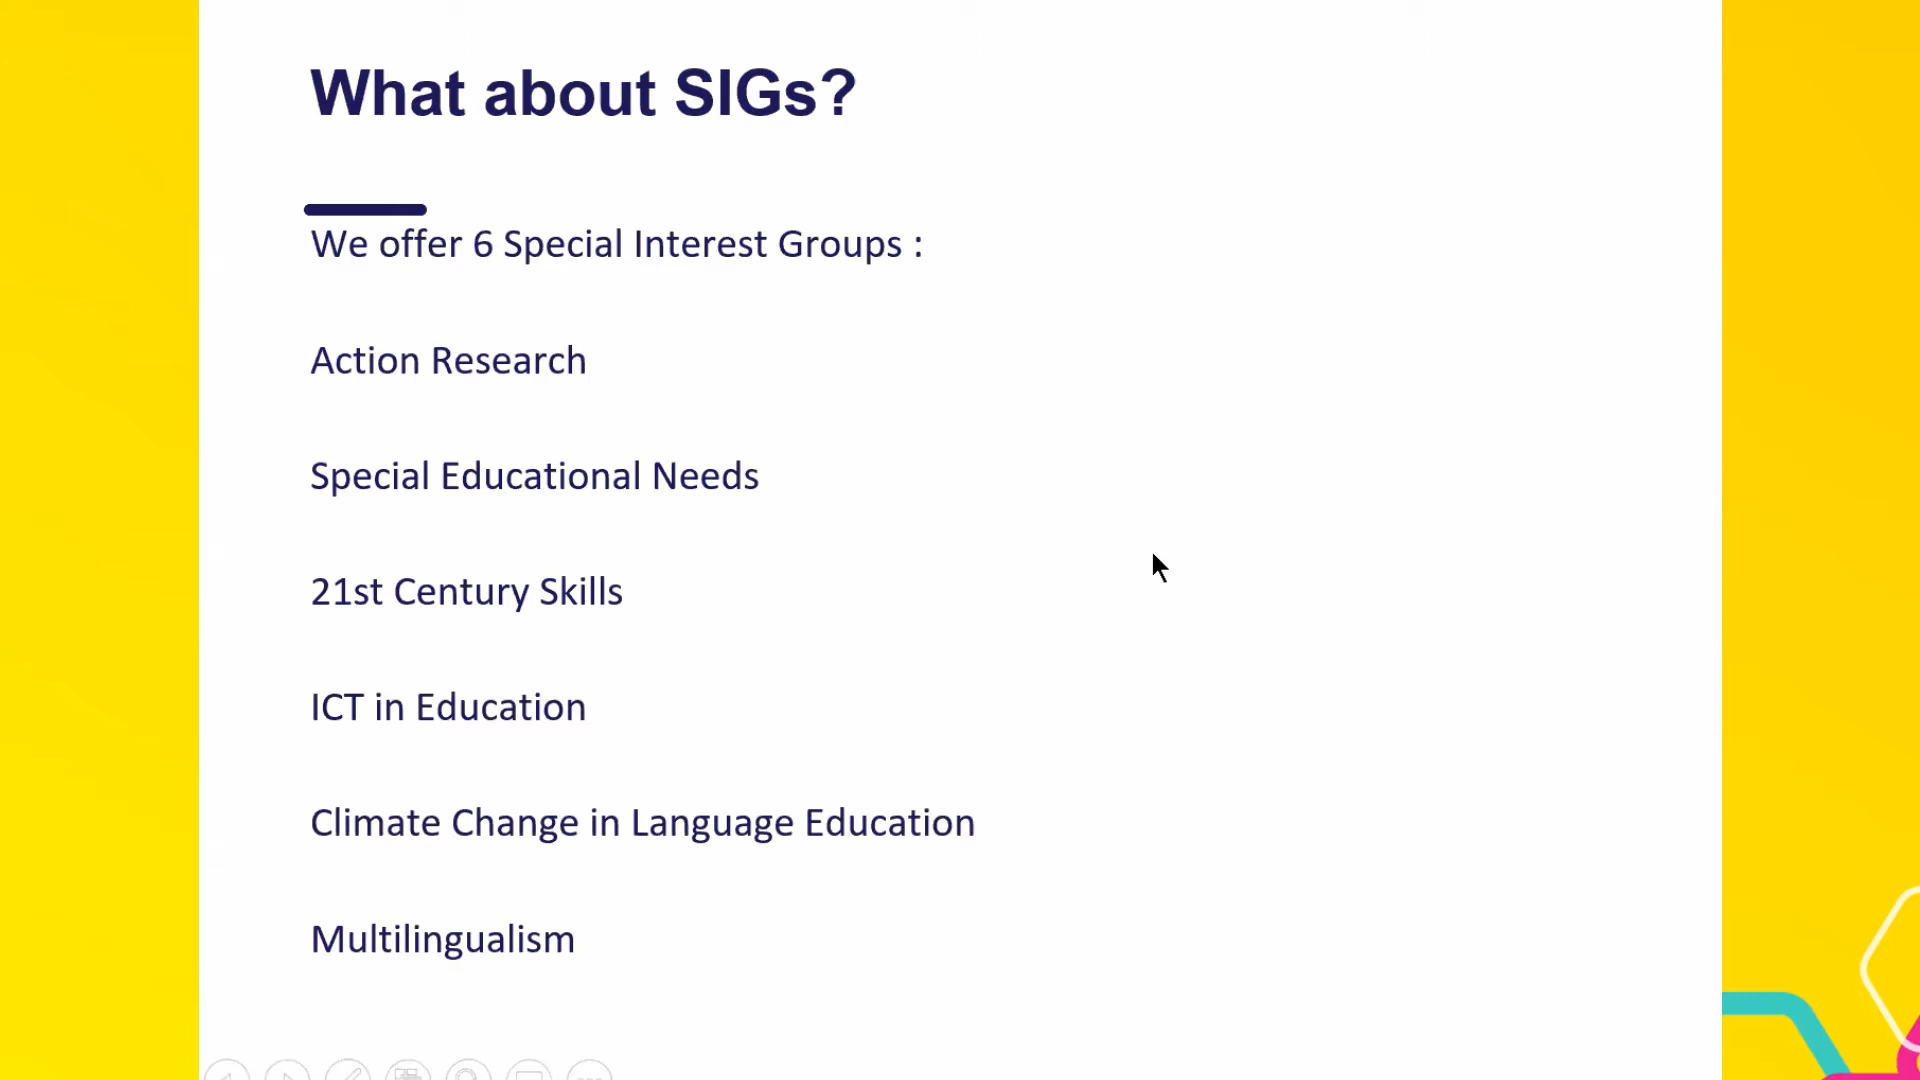 What about SIGs?
We offer 6 Special Interest Groups :
Action Research
Special Educational Needs
21st Century Skills
ICT in Education
Climate Change in Language Education
Multilingualism